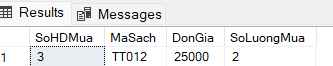 Results Messages
SoHDMua MaSach DonGia SoLuongMua
1 3 TT012 25000 2